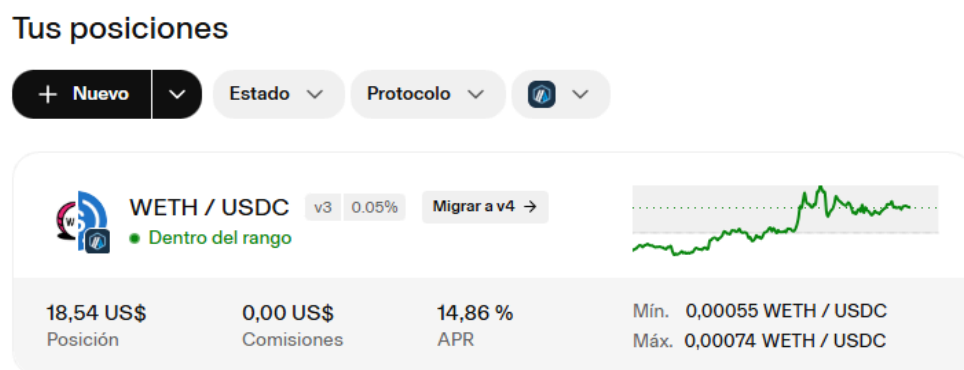 Tus posiciones
+ Nuevo Estado Protocolo
WETH / USDC v3 0.05% Migrar a v4 →
Dentro del rango
18,54 US$ 0,00 US$ 14,86 % Mín. 0,00055 WETH / USDC
Posición Comisiones APR Máx. 0,00074 WETH / USDC